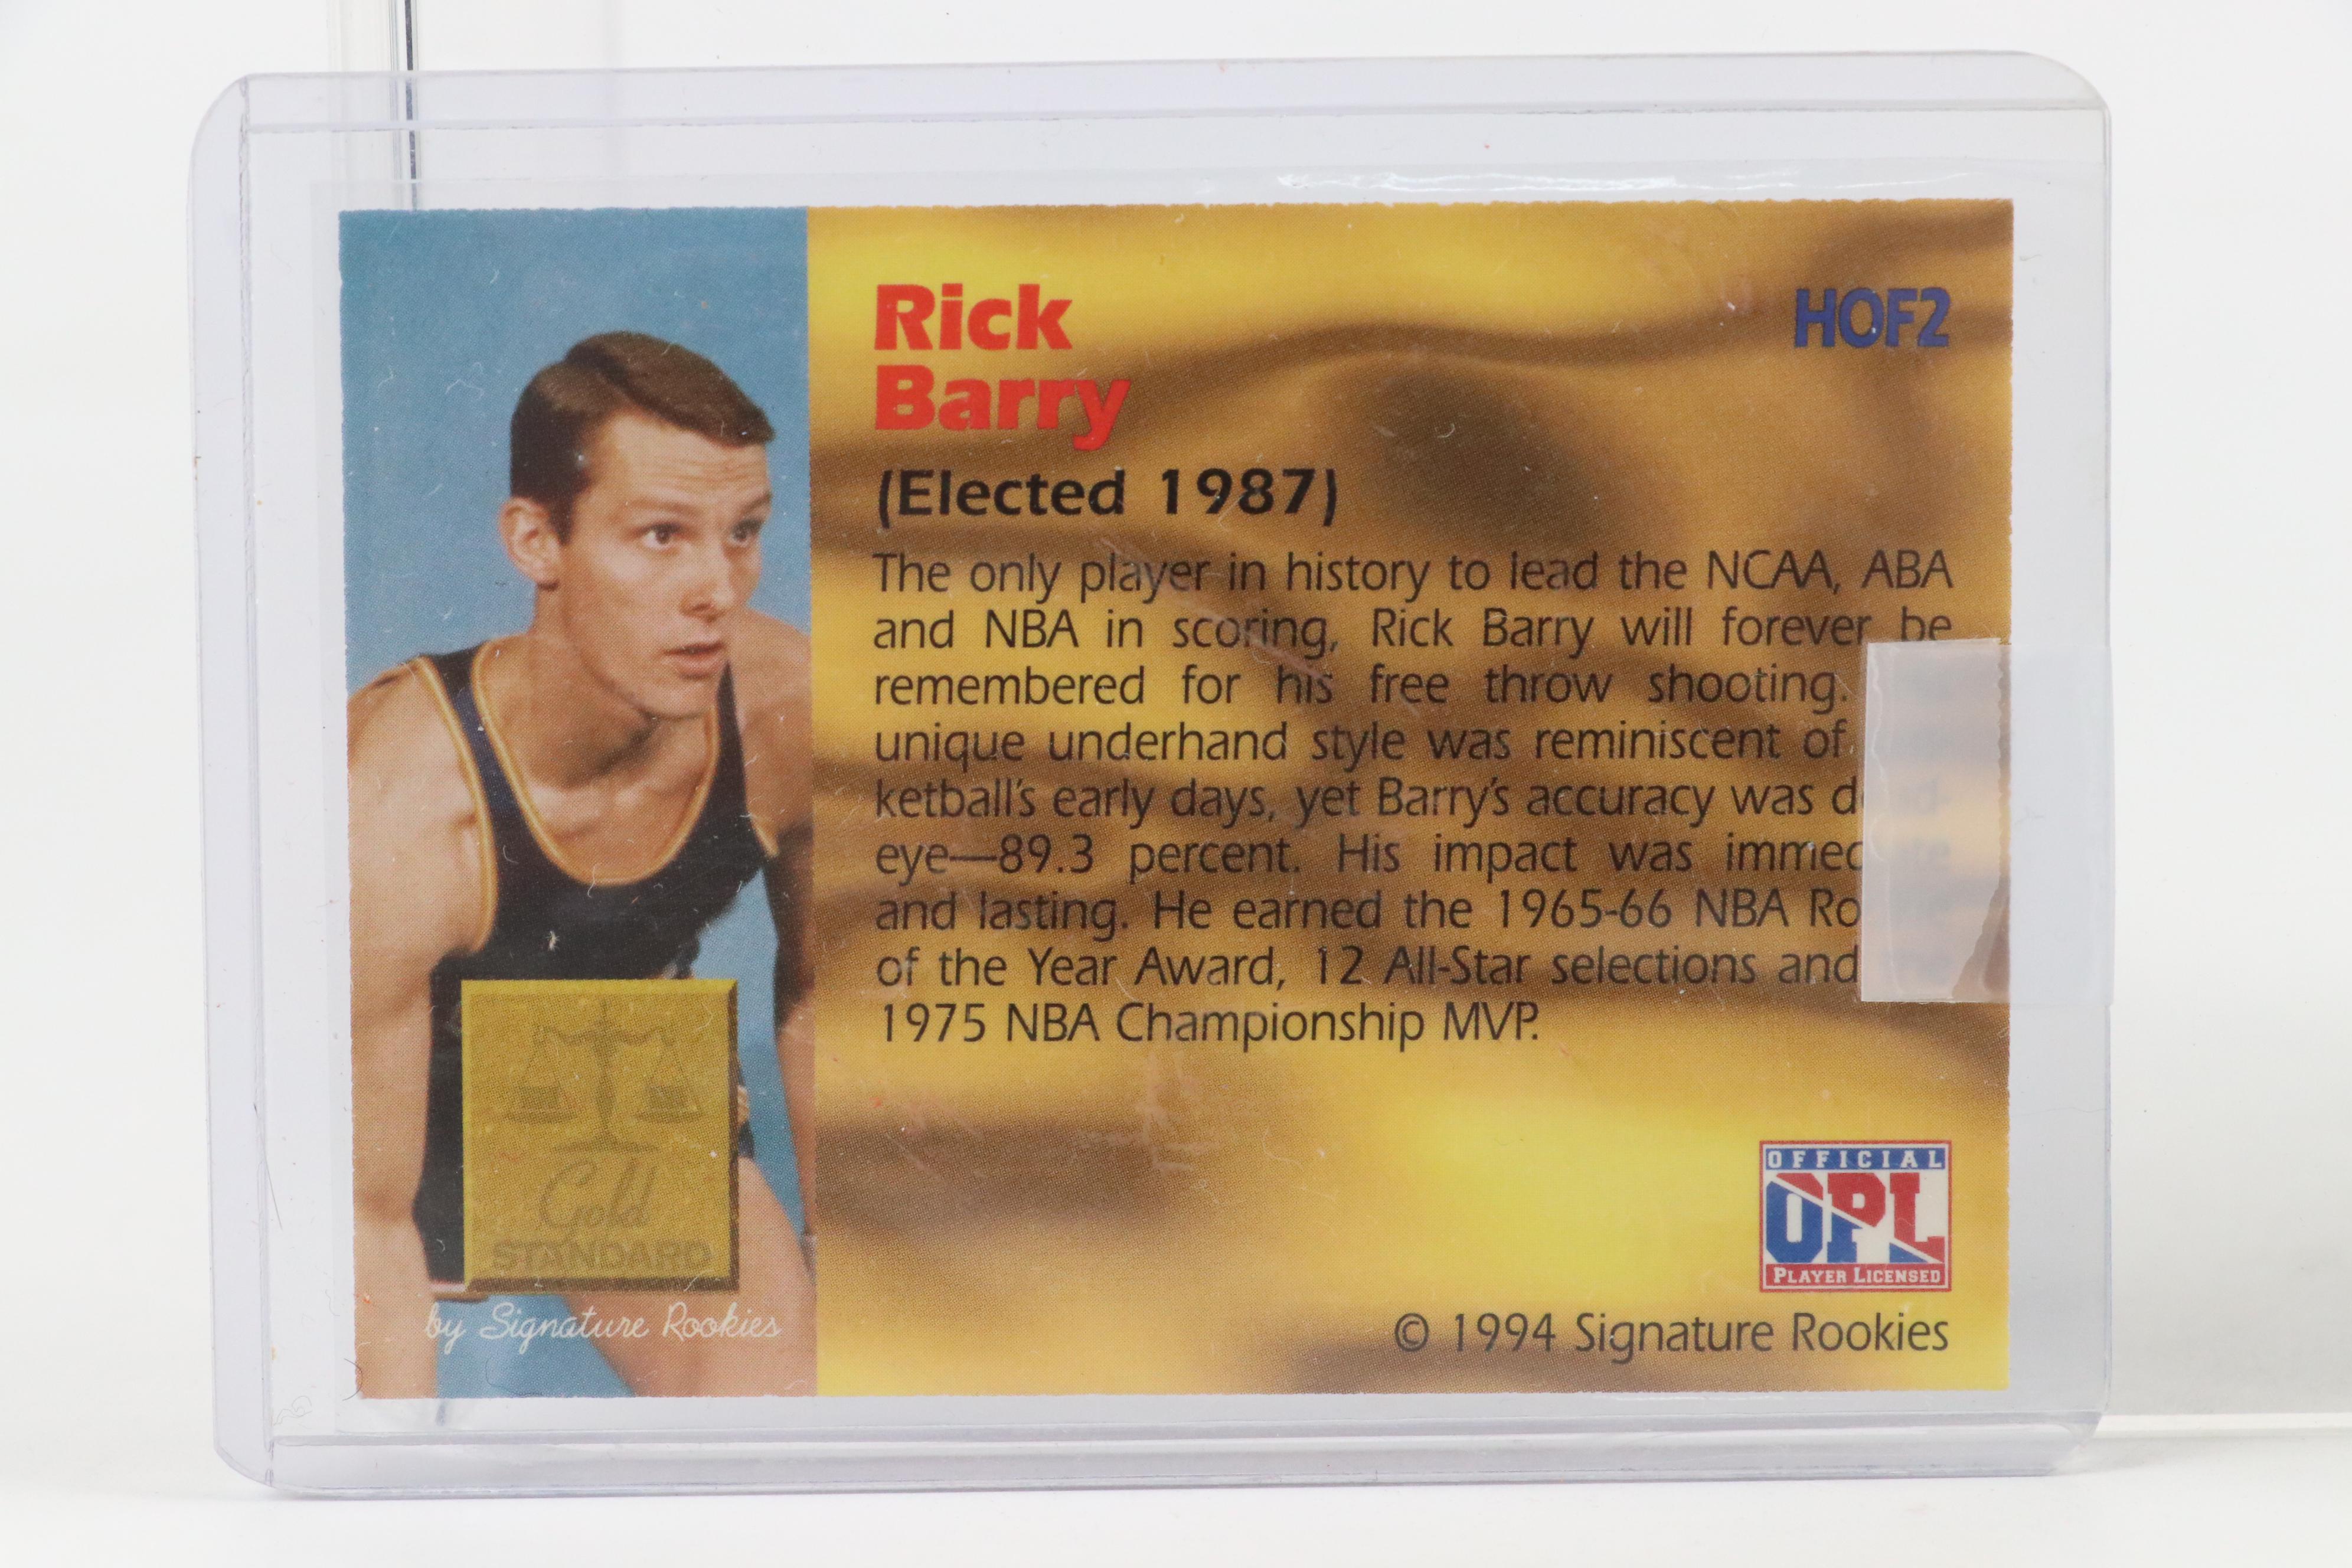 Rick
Barry
HOF2
(Elected 1987)
The only player in history to lead the NCAA, ABA
and NBA in scoring, Rick Barry will forever be
remembered for his free throw shooting.
unique underhand style was reminiscent of
ketball's early days, yet Barry's accuracy was
eye—89.3 percent. His impact was
and lasting. He earned the 1965-66 NBA
of the Year Award, 12 All-Star selections and
1975 NBA Championship MVP.
Gold
STANDARD
by Signature Rookies
OFFICIAL
OPL
PLAYER LICENSED
© 1994 Signature Rookies